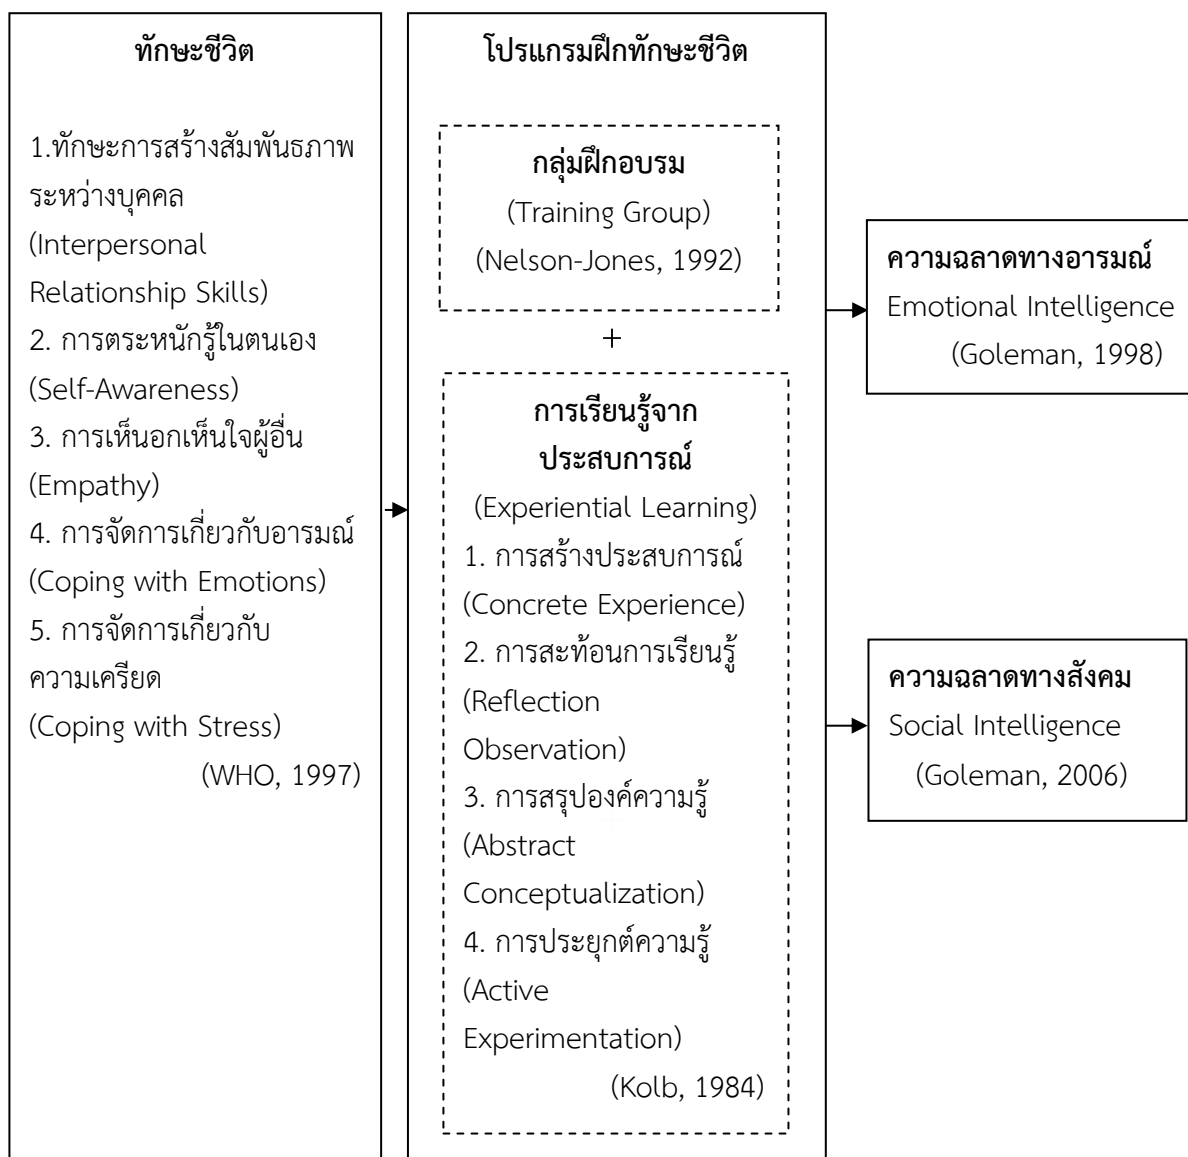 ทักษะชีวิต
1.ทักษะการสร้างสัมพันธภาพ
ระหว่างบุคคล
(Interpersonal
Relationship Skills)
2. การตระหนักรู้ในตนเอง
(Self-Awareness)
3. การเห็นอกเห็นใจผู้อื่น
(Empathy)
4. การจัดการเกี่ยวกับอารมณ์
(Coping with Emotions)
5. การจัดการเกี่ยวกับ
ความเครียด
(Coping with Stress)
(WHO, 1997)
โปรแกรมฝึกทักษะชีวิต
กลุ่มฝึกอบรม
(Training Group)
(Nelson-Jones, 1992)
+
การเรียนรู้จาก
ประสบการณ์
(Experiential Learning)
1. การสร้างประสบการณ์
(Concrete Experience)
2. การสะท้อนการเรียนรู้
(Reflection
Observation)
3. การสรุปองค์ความรู้
(Abstract
Conceptualization)
4. การประยุกต์ความรู้
(Active
Experimentation)
(Kolb, 1984)
ความฉลาดทางอารมณ์
Emotional Intelligence
(Goleman, 1998)
ความฉลาดทางสังคม
Social Intelligence
(Goleman, 2006)